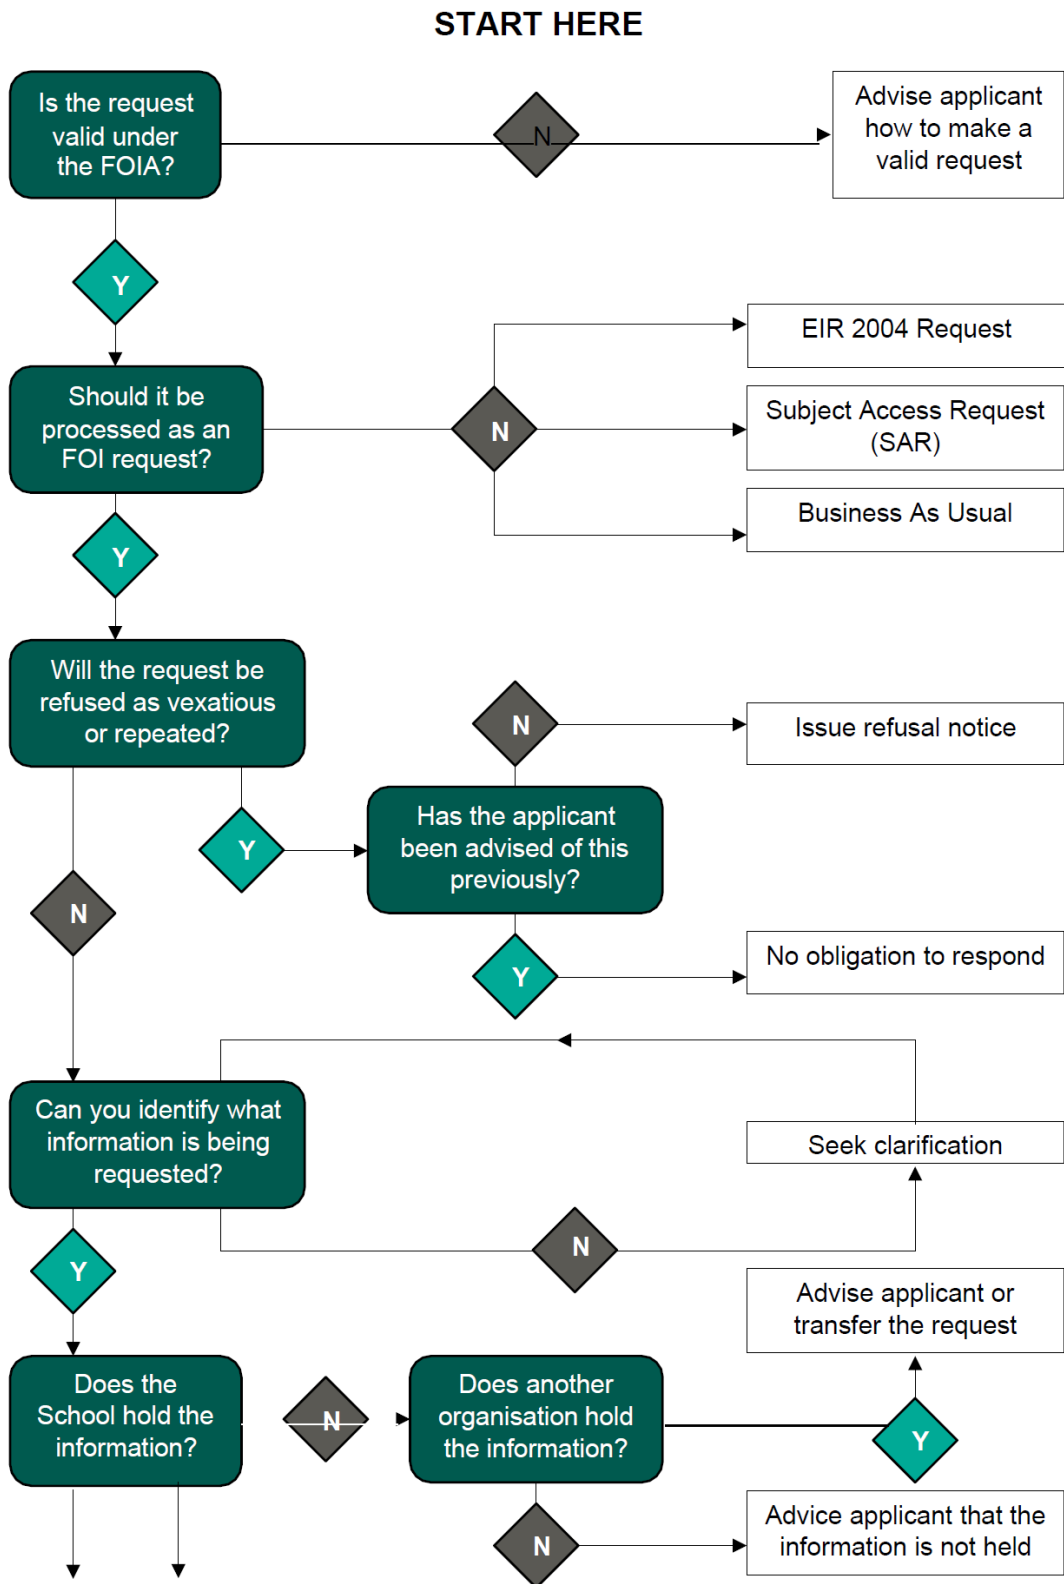 START HERE
Is the request
valid under
the FOIA?
N
Advise applicant
how to make a
valid request
Y
EIR 2004 Request
Should it be
processed as an
FOI request?
N
Subject Access Request
(SAR)
Business As Usual
Y
Will the request be
refused as vexatious
or repeated?
N
Issue refusal notice
Y
Has the applicant
been advised of this
previously?
N
Y
No obligation to respond
Can you identify what
information is being
requested?
Seek clarification
N
Y
Advise applicant or
transfer the request
Does the
School hold the
information?
N
Does another
organisation hold
the information?
Y
N
Advice applicant that the
information is not held